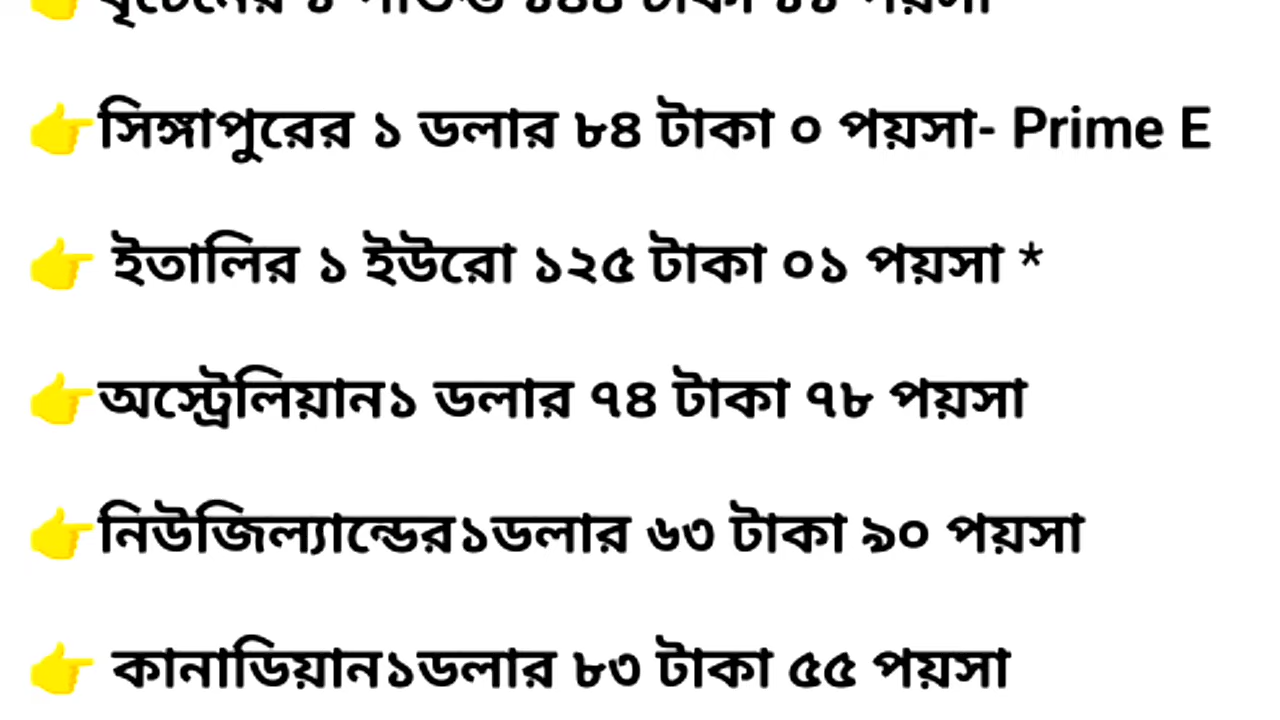 👉সিঙ্গাপুরের ১ ডলার ৮৪ টাকা ০ পয়সা- Prime E
👉 ইতালির ১ ইউরো ১২৫ টাকা ০১ পয়সা *
👉অস্ট্রেলিয়ান১ ডলার ৭৪ টাকা ৭৮ পয়সা
👉নিউজিল্যান্ডের১ডলার ৬৩ টাকা ৯০ পয়সা
👉 কানাডিয়ান১ডলার ৮৩ টাকা ৫৫ পয়সা